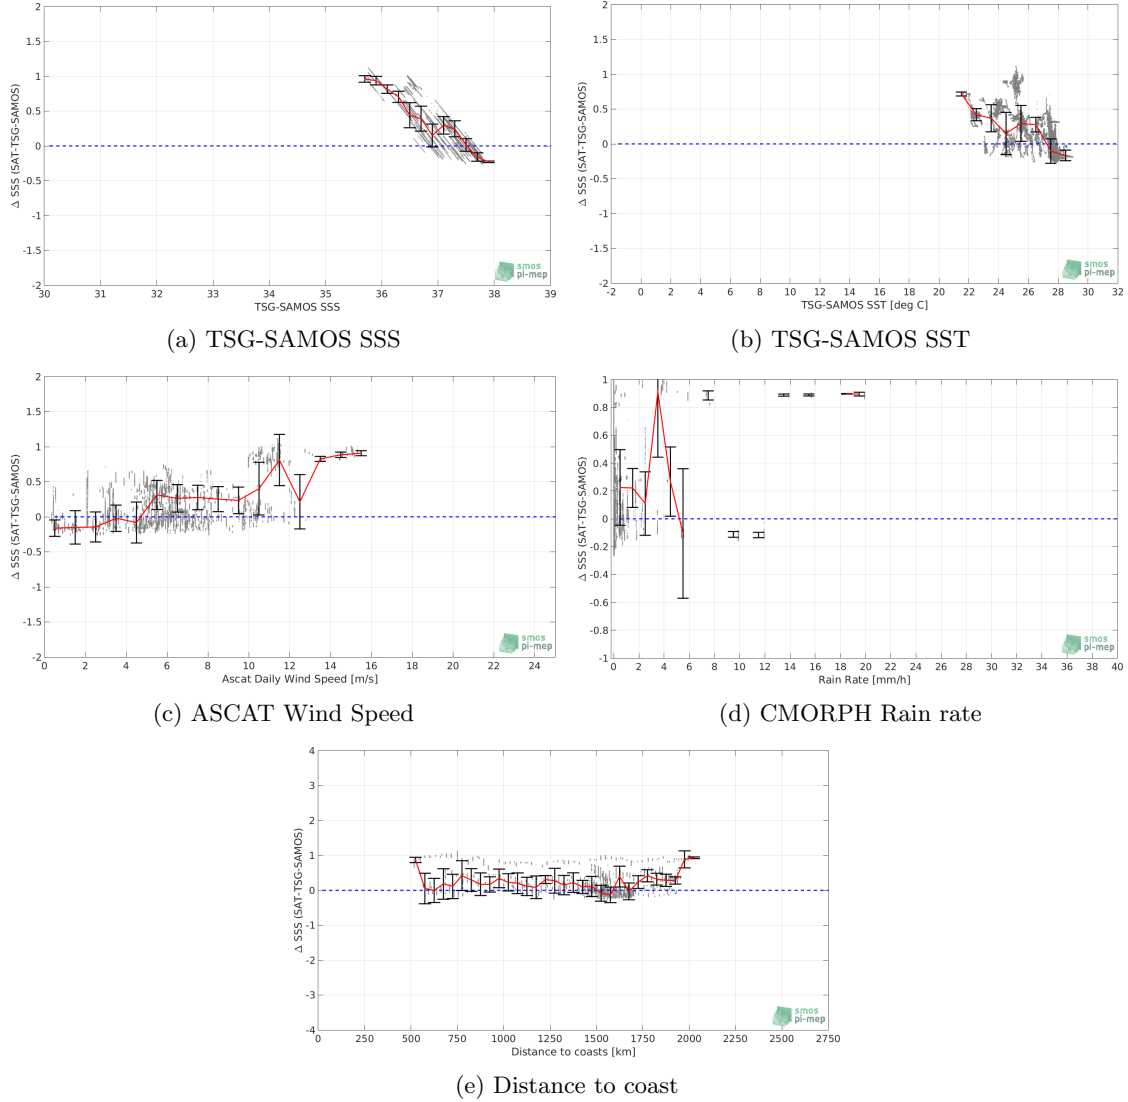 2
1.5
1
0.5
0
-0.5
-1
-1.5
-2
Δ SSS (SAT-TSG-SAMOS)
30 31 32 33 34 35 36 37 38 39
TSG-SAMOS SSS
smos
pi-mep
(a) TSG-SAMOS SSS
2
1.5
1
0.5
0
-0.5
-1
-1.5
-2
Δ SSS (SAT-TSG-SAMOS)
-2 0 2 4 6 8 10 12 14 16 18 20 22 24 26 28 30 32
TSG-SAMOS SST [deg C]
smos
pi-mep
(b) TSG-SAMOS SST
2
1.5
1
0.5
0
-0.5
-1
-1.5
-2
Δ SSS (SAT-TSG-SAMOS)
0 2 4 6 8 10 12 14 16 18 20 22 24
Ascat Daily Wind Speed [m/s]
smos
pi-mep
(c) ASCAT Wind Speed
1
0.8
0.6
0.4
0.2
0
-0.2
-0.4
-0.6
-0.8
-1
Δ SSS (SAT-TSG-SAMOS)
0 2 4 6 8 10 12 14 16 18 20 22 24 26 28 30 32 34 36 38 40
Rain Rate [mm/h]
smos
pi-mep
(d) CMORPH Rain rate
4
3
2
1
0
-1
-2
-3
-4
Δ SSS (SAT-TSG-SAMOS)
0 250 500 750 1000 1250 1500 1750 2000 2250 2500 2750
Distance to coasts [km]
smos
pi-mep
(e) Distance to coast